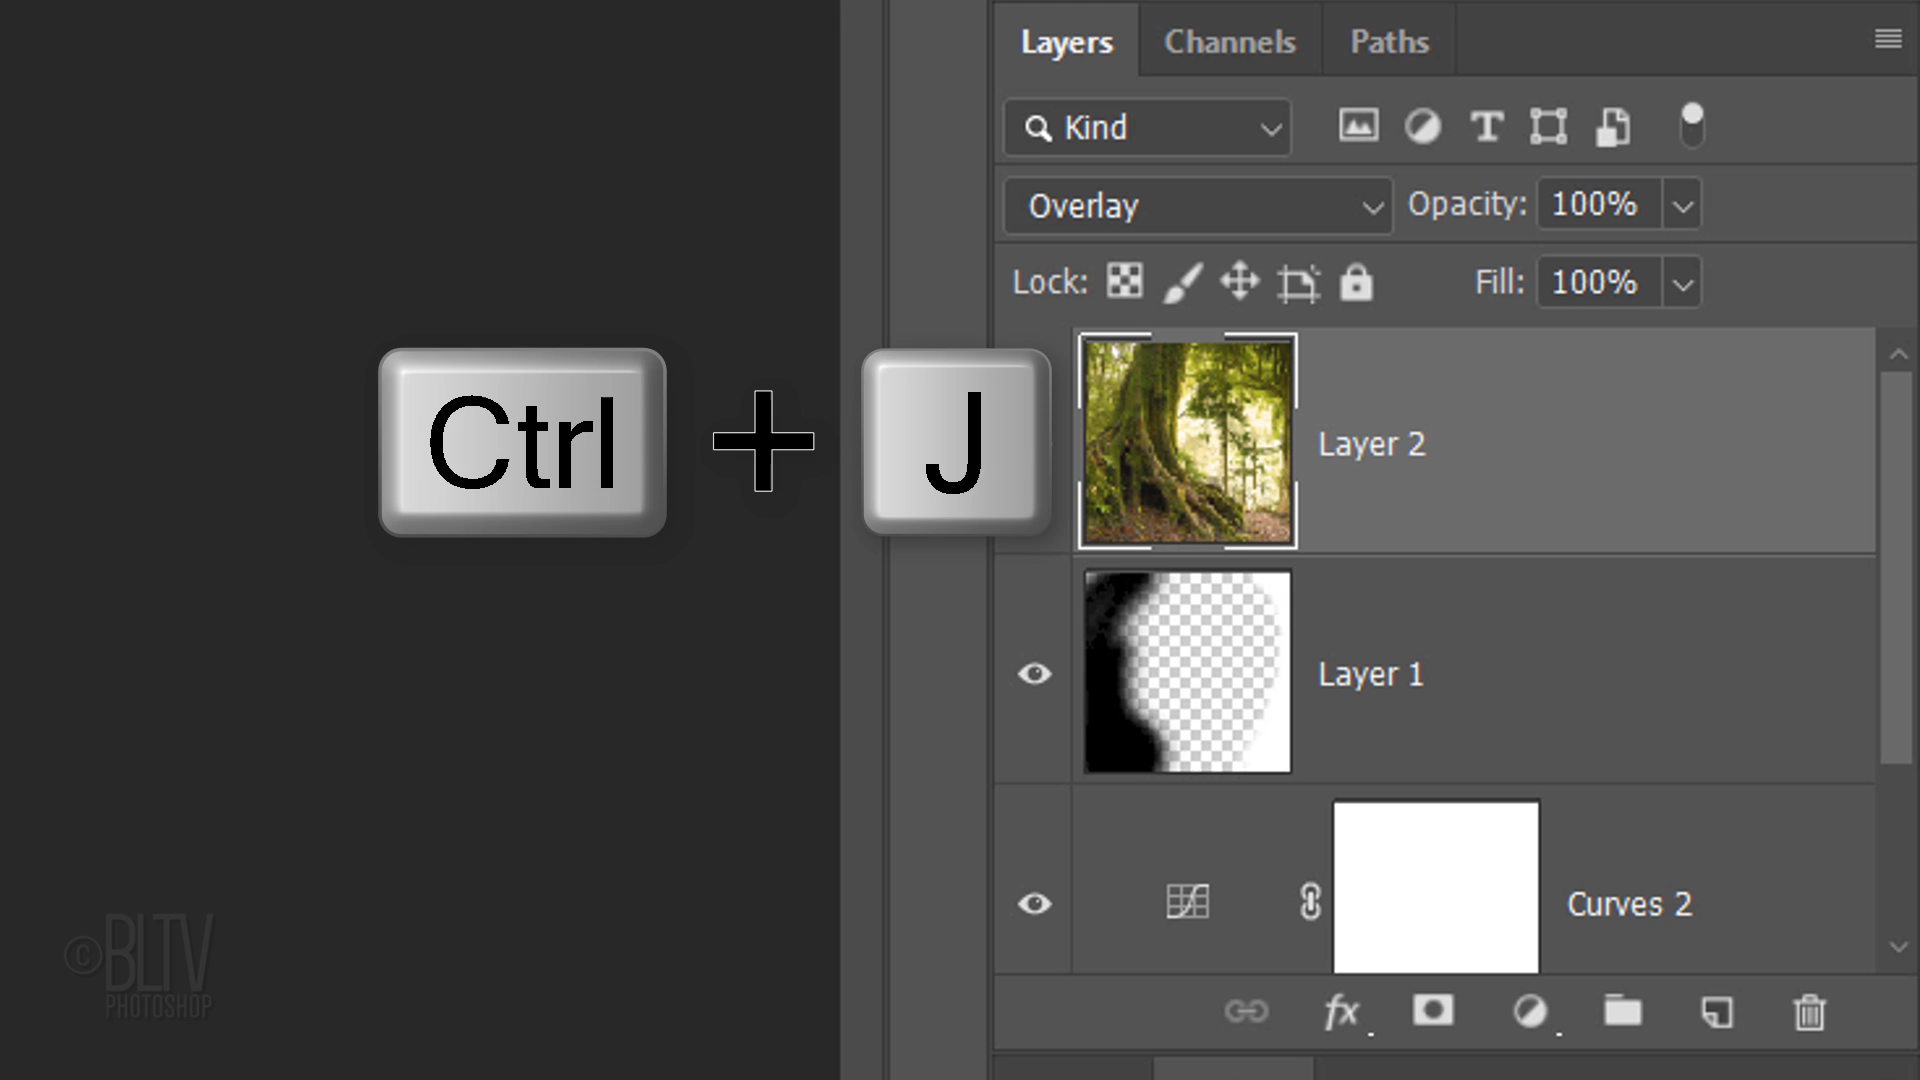 Layers Channels Paths
Kind T
Overlay Opacity: 100%
Lock: Fill: 100%
Ctrl + J
Layer 2
Layer 1
Curves 2
©BLTV
PHOTOSHOP
fx